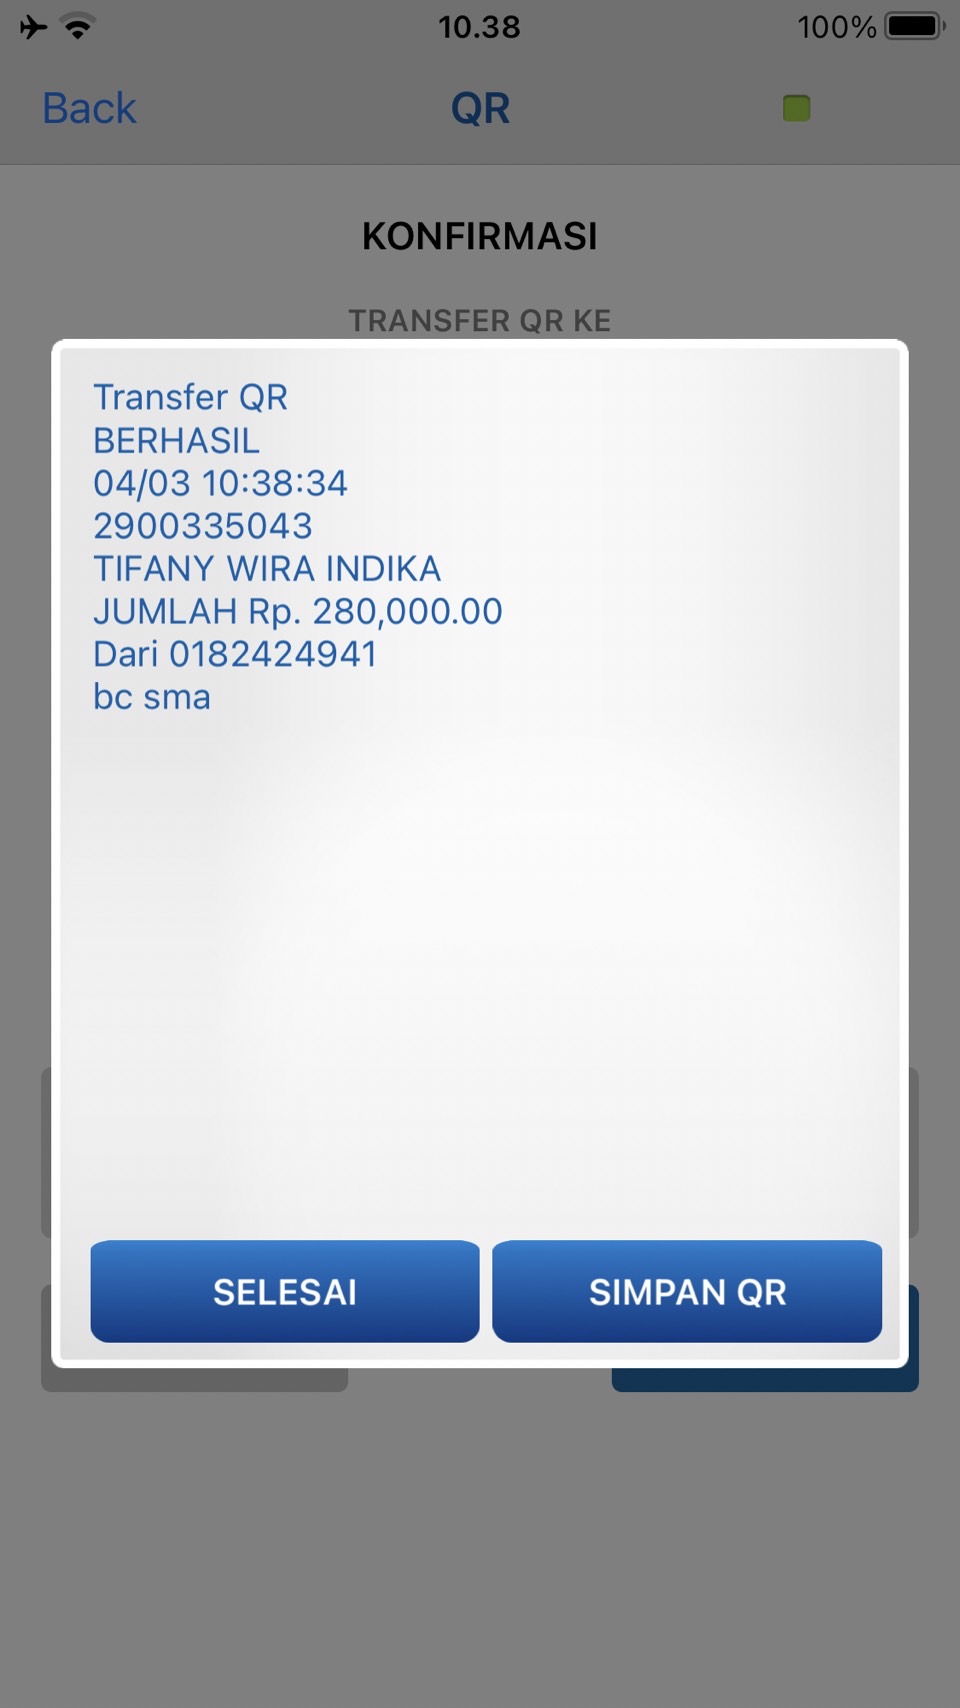 10.38
100%
Back
QR
KONFIRMASI
TRANSFER QR KE
Transfer QR
BERHASIL
04/03 10:38:34
2900335043
TIFANY WIRA INDIKA
JUMLAH Rp. 280,000.00
Dari 0182424941
bc sma
SELESAI
SIMPAN QR